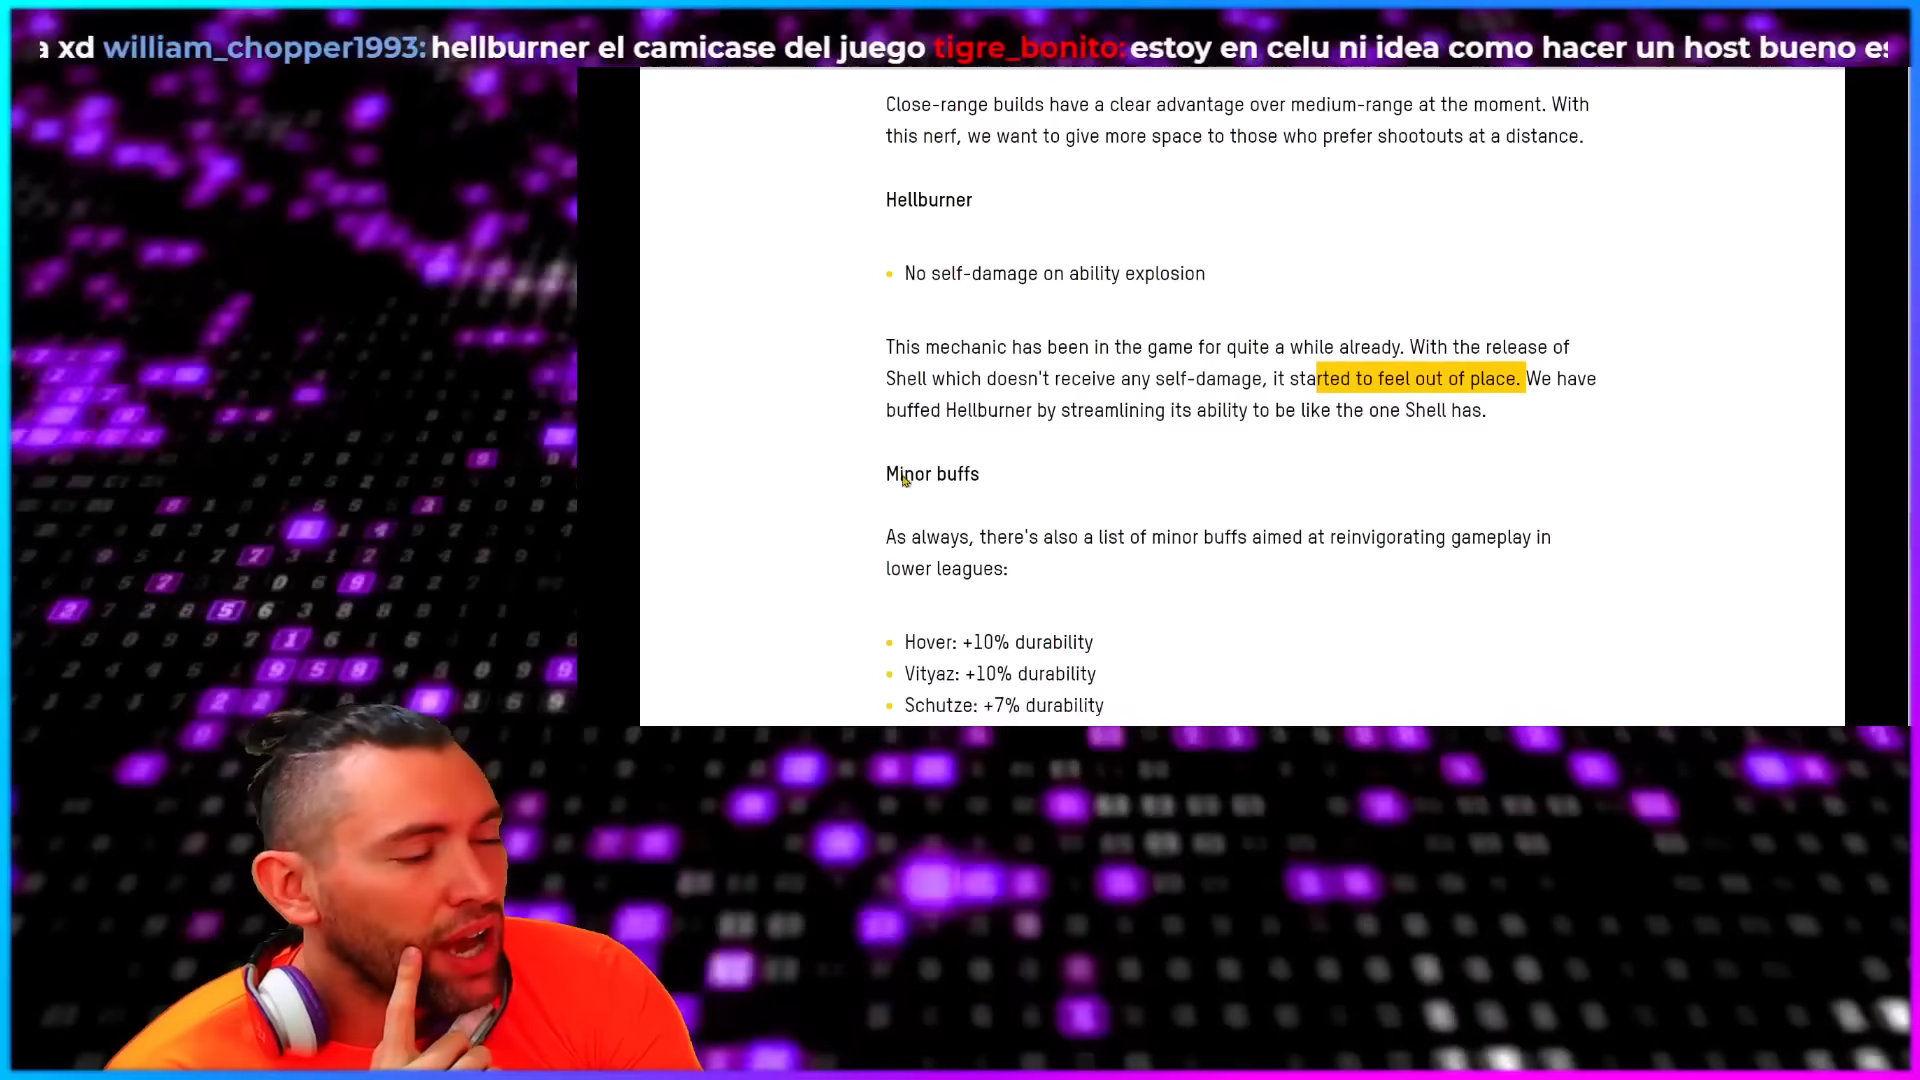 a xd william_chopper1993: hellburner el camicase del juego tigre_bonito: estoy en celu ni idea como hacer un host bueno es
Close-range builds have a clear advantage over medium-range at the moment. With
this nerf, we want to give more space to those who prefer shootouts at a distance.
Hellburner
No self-damage on ability explosion
This mechanic has been in the game for quite a while already. With the release of
Shell which doesn't receive any self-damage, it started to feel out of place. We have
buffed Hellburner by streamlining its ability to be like the one Shell has.
Minor buffs
As always, there's also a list of minor buffs aimed at reinvigorating gameplay in
lower leagues:
Hover: +10% durability
Vityaz: +10% durability
Schutze: +7% durability